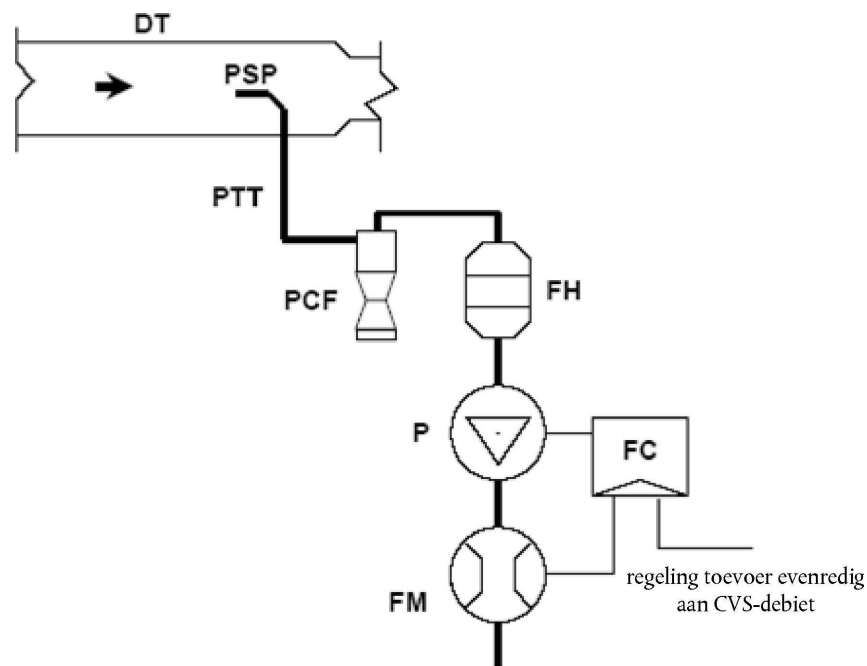 DT
PSP
PTT
PCF
FH
P
FC
FM
regeling toevoer evenredig
aan CVS-debiet